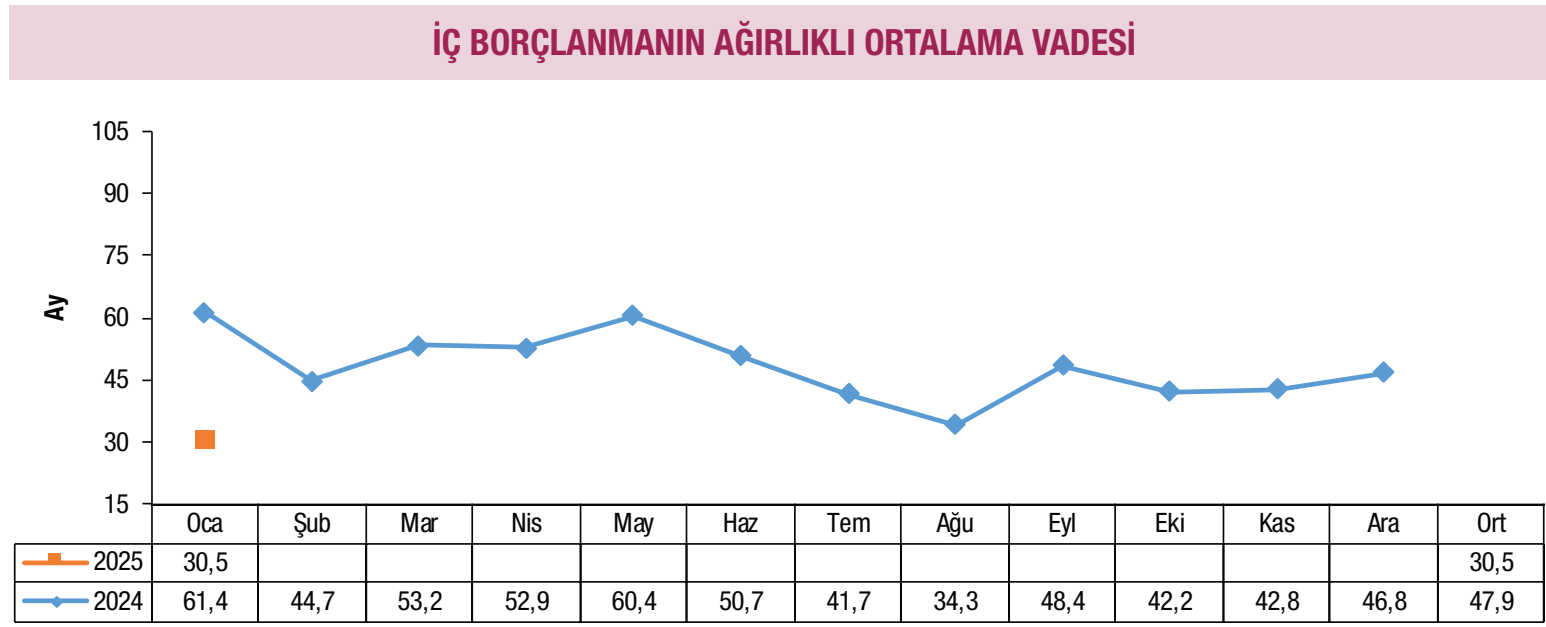 İÇ BORÇLANMANIN AĞIRLIKLI ORTALAMA VADESİ
105
90
75
60
45
30
15
Ay
Oca Şub Mar Nis May Haz Tem Ağu Eyl Eki Kas Ara Ort
2025 30,5 30,5
2024 61,4 44,7 53,2 52,9 60,4 50,7 41,7 34,3 48,4 42,2 42,8 46,8 47,9